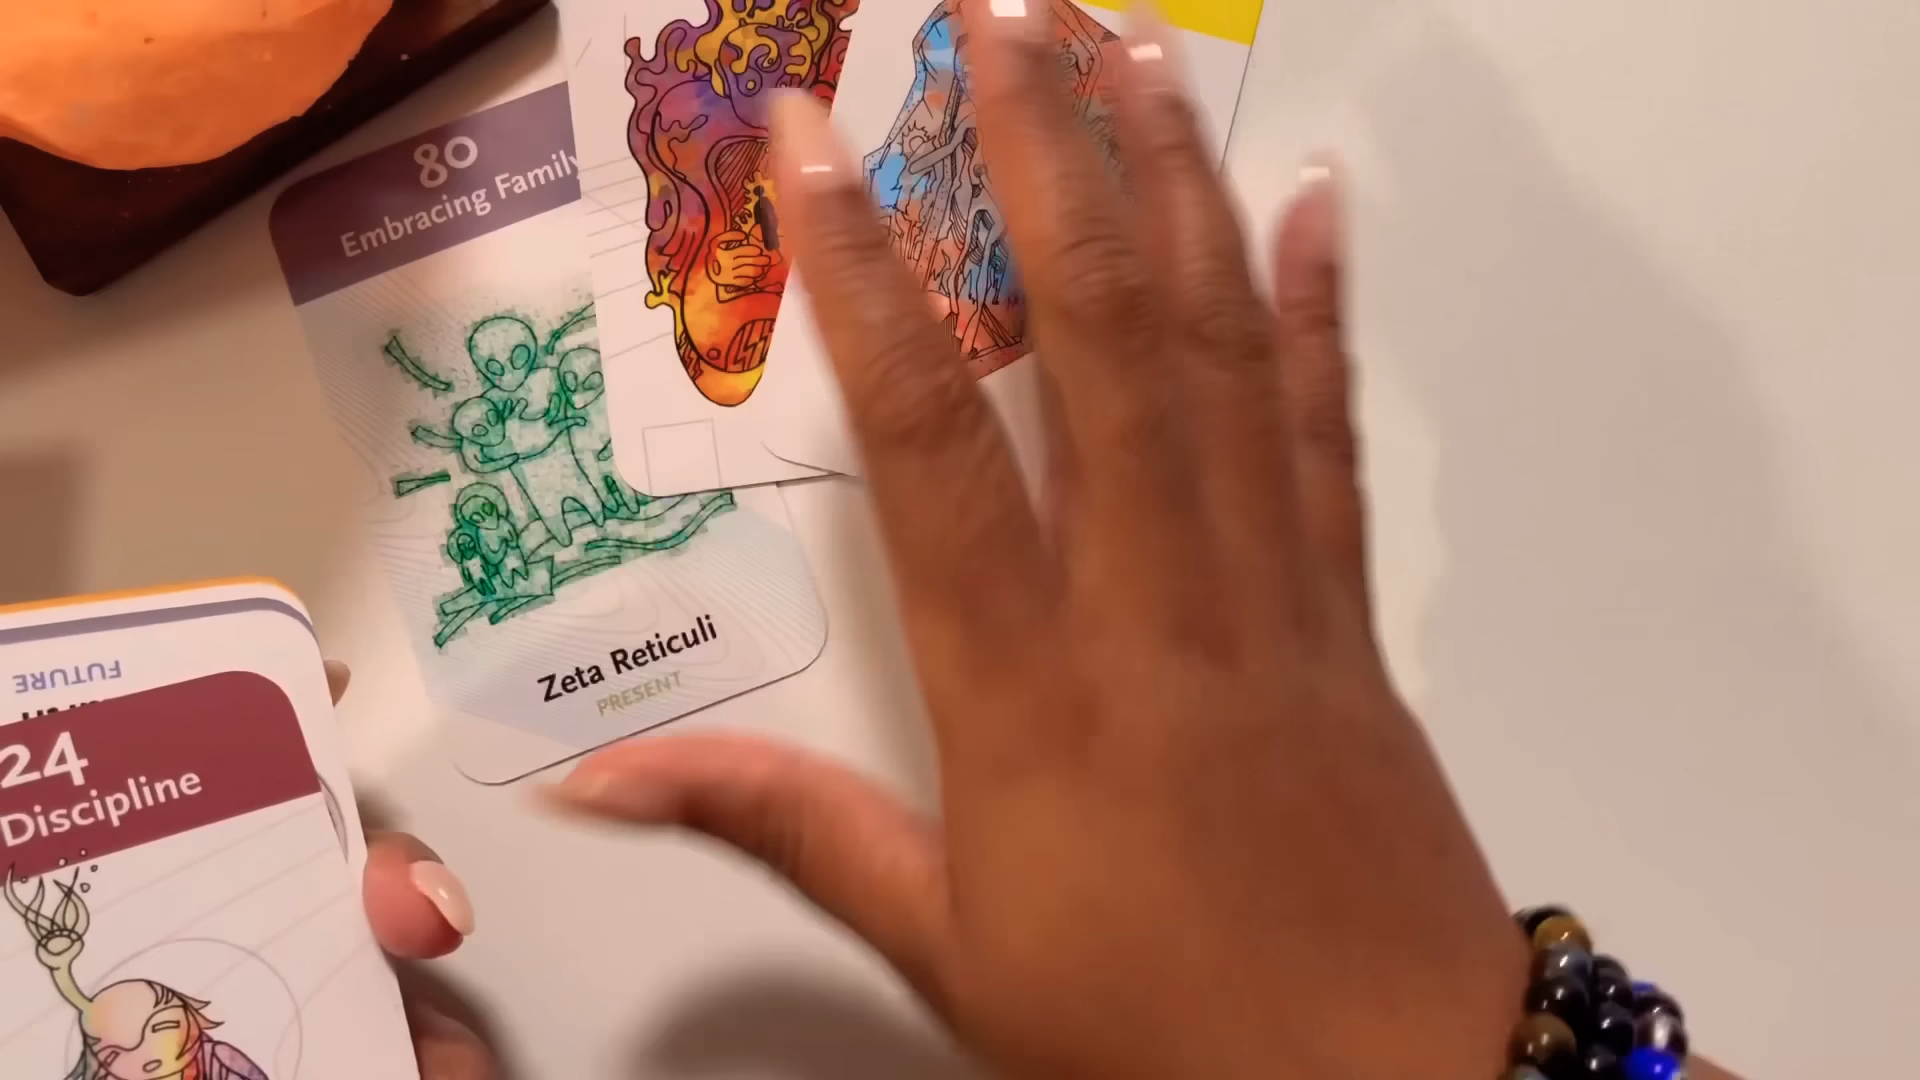 80
Embracing Family
Zeta Reticuli
PRESENT
FUTURE
24
Discipline